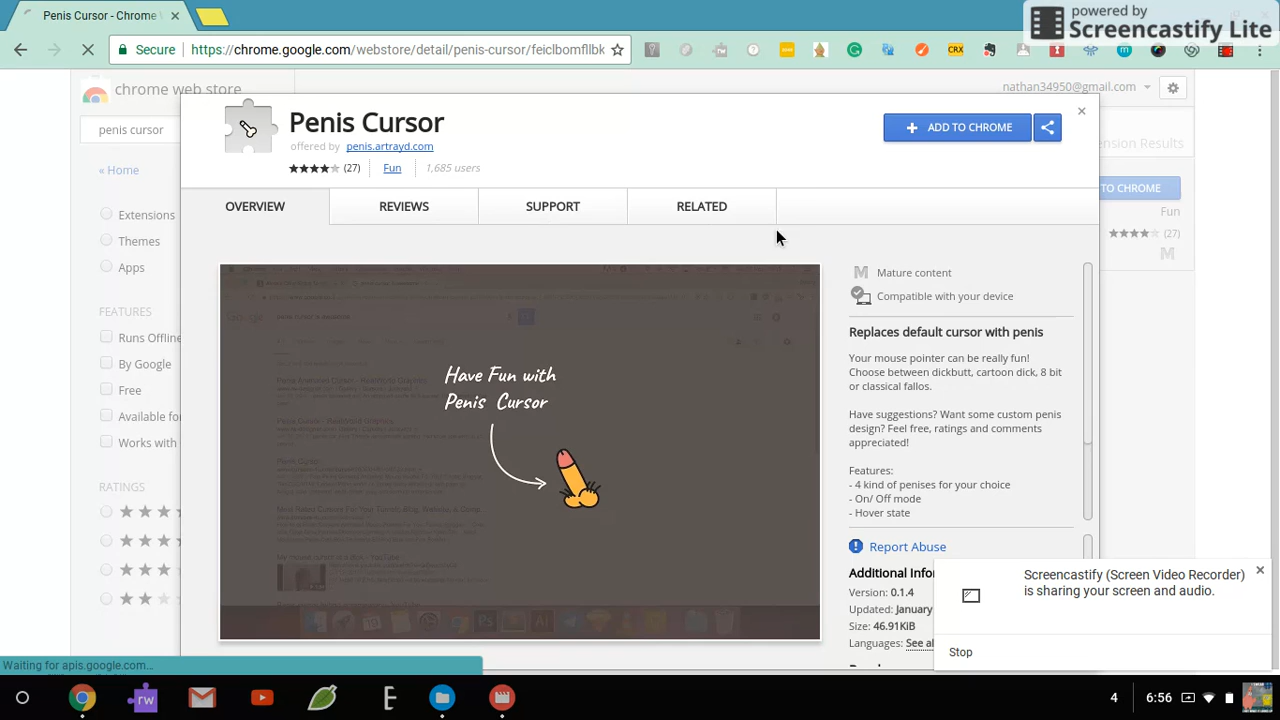 Penis Cursor - Chrome
powered by
Screencastify Lite
Secure
https://chrome.google.com/webstore/detail/penis-cursor/feiclbomfllbk
CRX
chrome web store
nathan34950@gmail.com
penis cursor
« Home
Extensions
Themes
Apps
FEATURES
Runs Offline
By Google
Free
Available for
Works with
RATINGS
Penis Cursor
offered by penis.artrayd.com
(27)
Fun
1,685 users
+ ADD TO CHROME
ension Results
TO CHROME
Fun
(27)
OVERVIEW
REVIEWS
SUPPORT
RELATED
Have Fun with
Penis Cursor
Mature content
Compatible with your device
Replaces default cursor with penis
Your mouse pointer can be really fun!
Choose between dickbutt, cartoon dick, 8 bit
or classical fallos.
Have suggestions? Want some custom penis
design? Feel free, ratings and comments
appreciated!
Features:
- 4 kind of penises for your choice
- On/ Off mode
- Hover state
Report Abuse
Additional Infor
Version: 0.1.4
Updated: January
Size: 46.91KiB
Languages: See al
Screencastify (Screen Video Recorder)
is sharing your screen and audio.
Stop
Waiting for apis.google.com...
rw
4
6:56